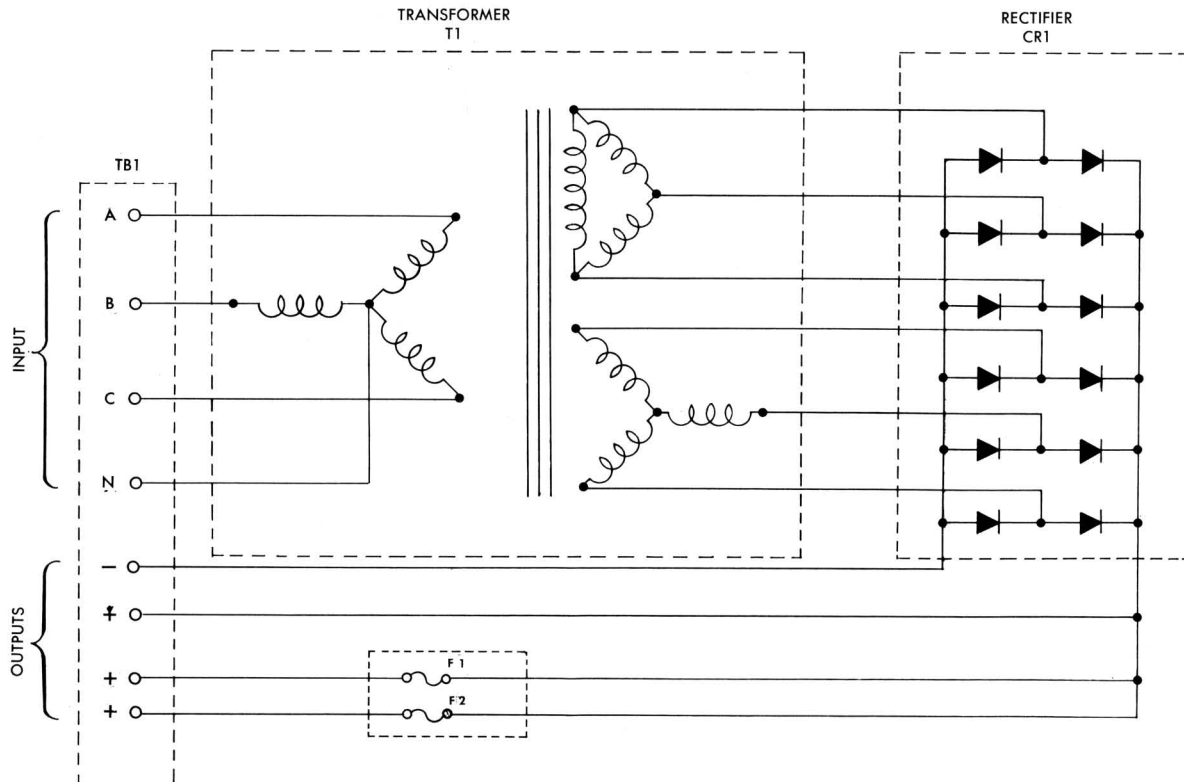 TRANSFORMER
T1
RECTIFIER
CR1
TB1
INPUT
A
B
C
N
OUTPUTS
−
+
+
F1
+
F2